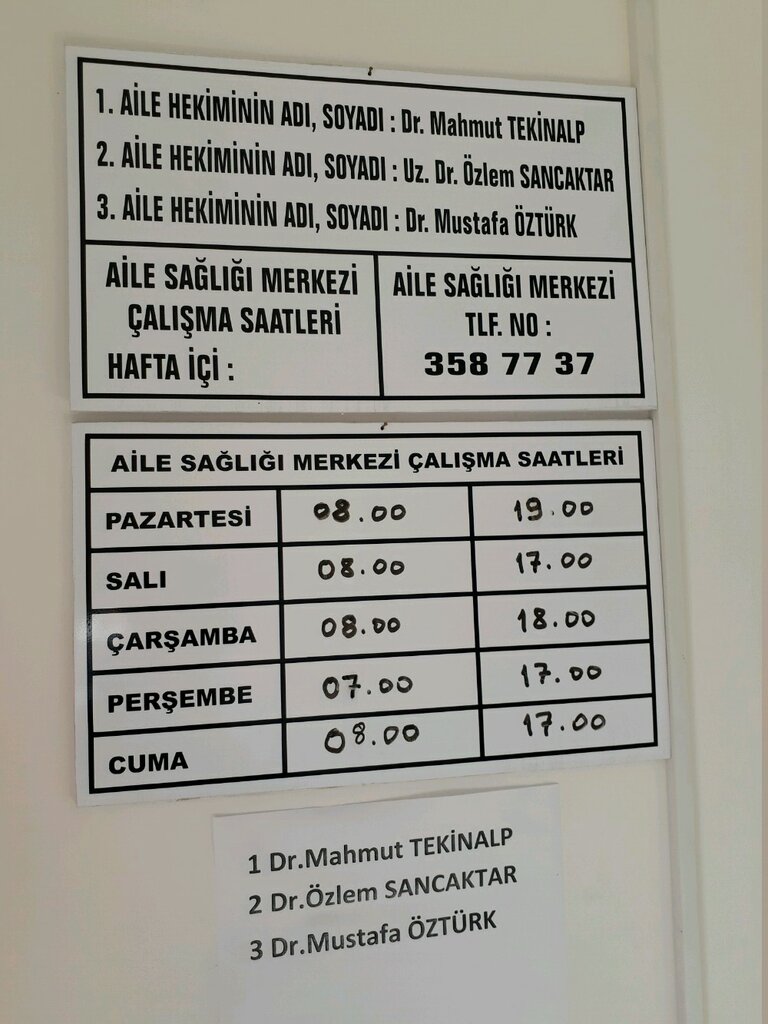 1. AİLE HEKİMİNİN ADI, SOYADI : Dr. Mahmut TEKİNALP
2. AİLE HEKİMİNİN ADI, SOYADI : Uz. Dr. Özlem SANCAKTAR
3. AİLE HEKİMİNİN ADI, SOYADI : Dr. Mustafa ÖZTÜRK
AİLE SAĞLIĞI MERKEZİ
ÇALIŞMA SAATLERİ
HAFTA İÇİ :
AİLE SAĞLIĞI MERKEZİ
TLF. NO :
358 77 37
AİLE SAĞLIĞI MERKEZİ ÇALIŞMA SAATLERİ
PAZARTESİ 08.00 19.00
SALI 08.00 17.00
ÇARŞAMBA 08.00 18.00
PERŞEMBE 07.00 17.00
CUMA 08.00 17.00
1 Dr.Mahmut TEKİNALP
2 Dr.Özlem SANCAKTAR
3 Dr.Mustafa ÖZTÜRK